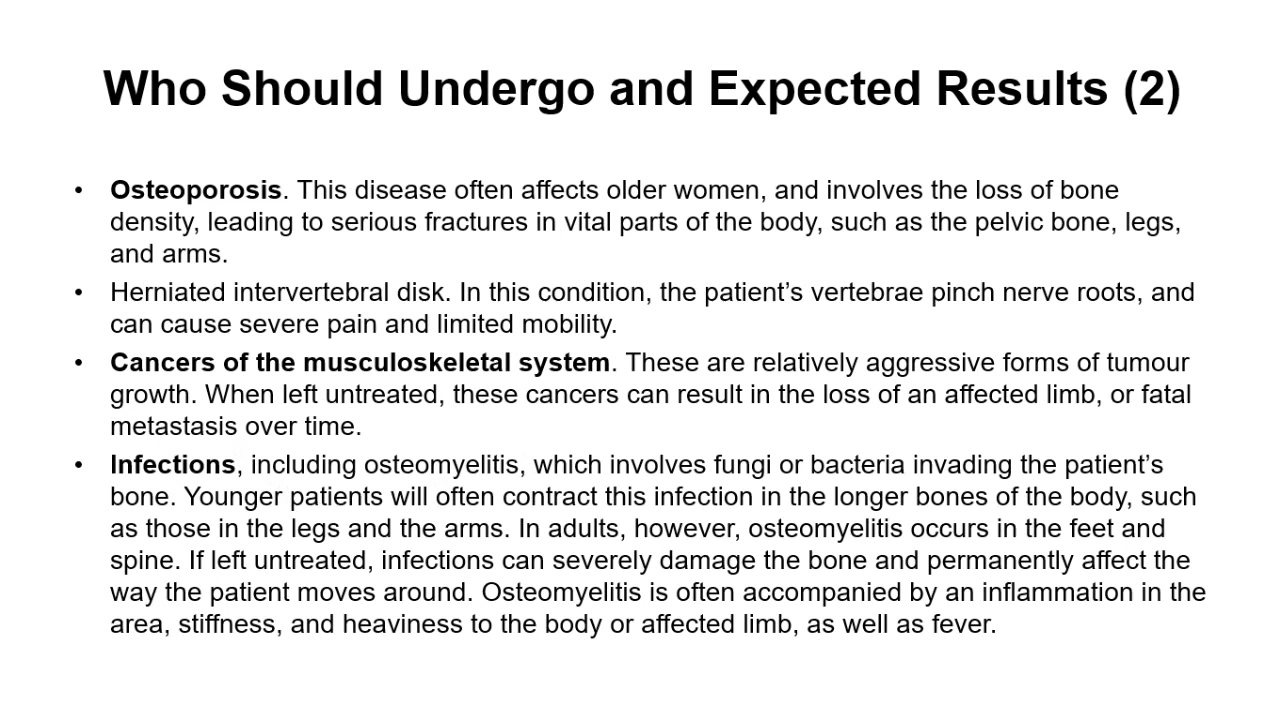 Who Should Undergo and Expected Results (2)
• Osteoporosis. This disease often affects older women, and involves the loss of bone
density, leading to serious fractures in vital parts of the body, such as the pelvic bone, legs,
and arms.
• Herniated intervertebral disk. In this condition, the patient’s vertebrae pinch nerve roots, and
can cause severe pain and limited mobility.
• Cancers of the musculoskeletal system. These are relatively aggressive forms of tumour
growth. When left untreated, these cancers can result in the loss of an affected limb, or fatal
metastasis over time.
• Infections, including osteomyelitis, which involves fungi or bacteria invading the patient’s
bone. Younger patients will often contract this infection in the longer bones of the body, such
as those in the legs and the arms. In adults, however, osteomyelitis occurs in the feet and
spine. If left untreated, infections can severely damage the bone and permanently affect the
way the patient moves around. Osteomyelitis is often accompanied by an inflammation in the
area, stiffness, and heaviness to the body or affected limb, as well as fever.